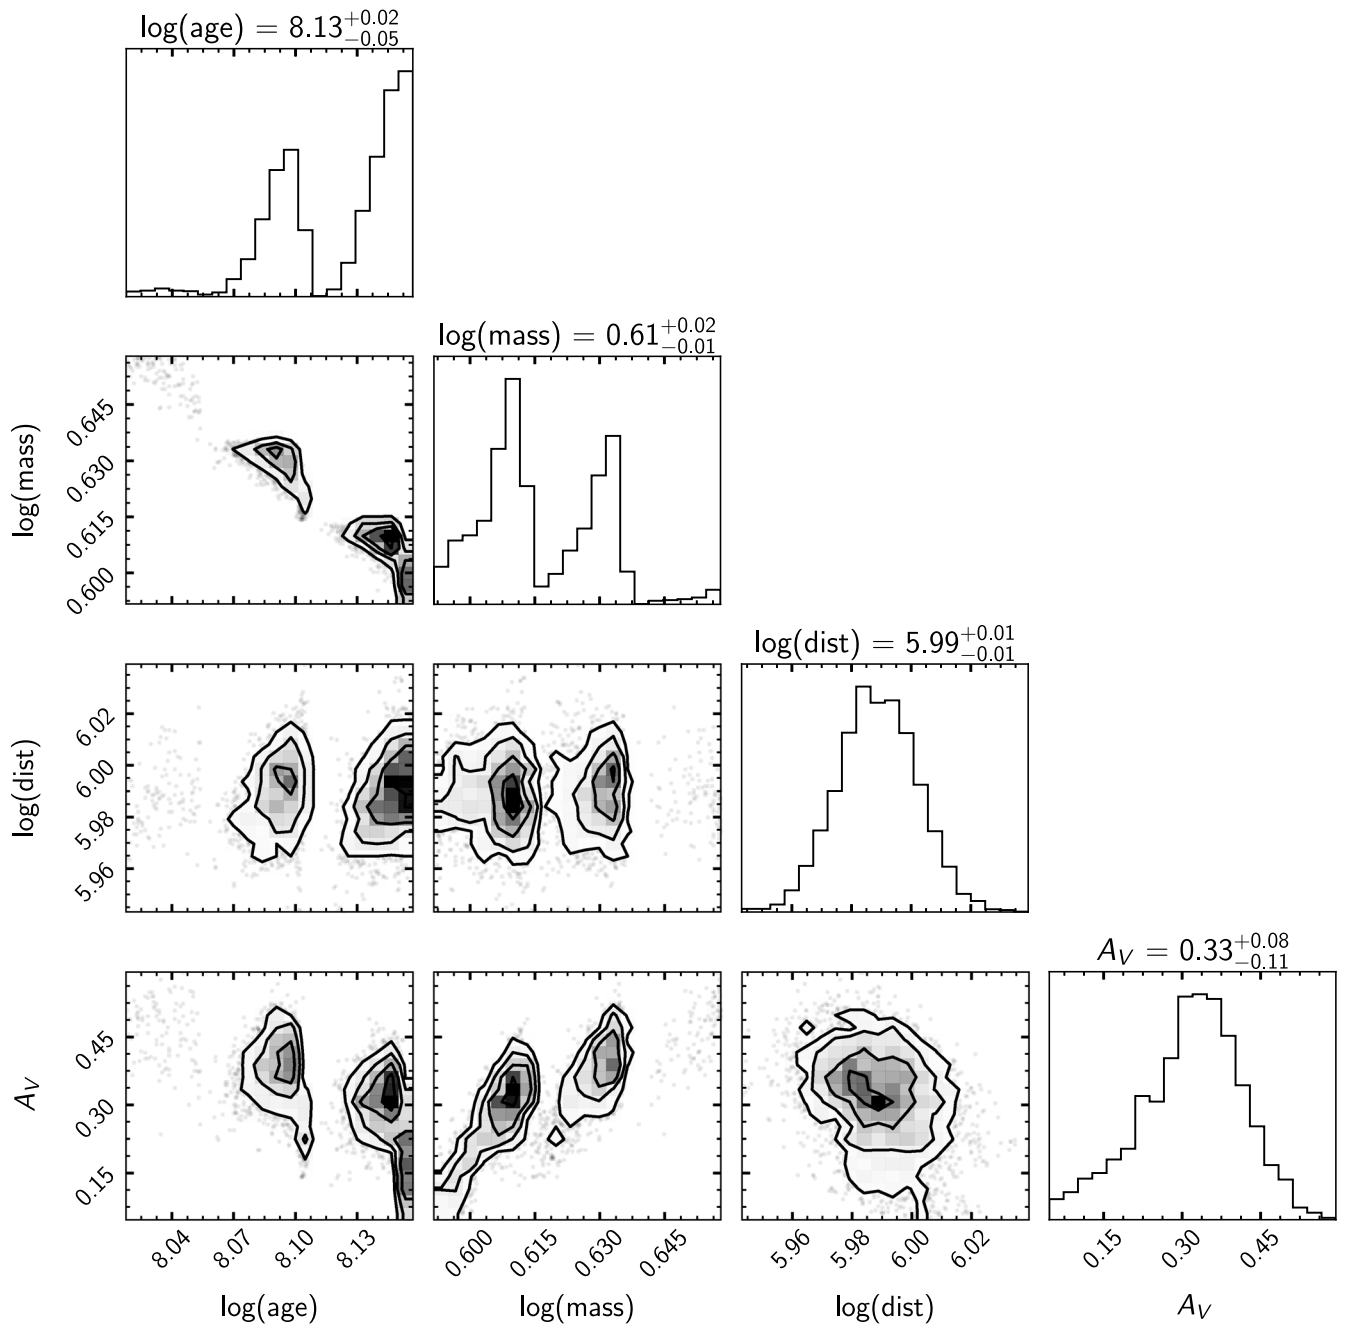 log(age) = 8.13+0.02 −0.05
log(mass)
0.645
0.630
0.615
0.600
log(mass) = 0.61+0.02 −0.01
log(dist)
6.02
6.00
5.98
5.96
log(dist) = 5.99+0.01 −0.01
AV
0.45
0.30
0.15
AV = 0.33+0.08 −0.11
8.04 8.07 8.10 8.13 0.600 0.615 0.630 0.645 5.96 5.98 6.00 6.02 0.15 0.30 0.45
log(age) log(mass) log(dist) AV